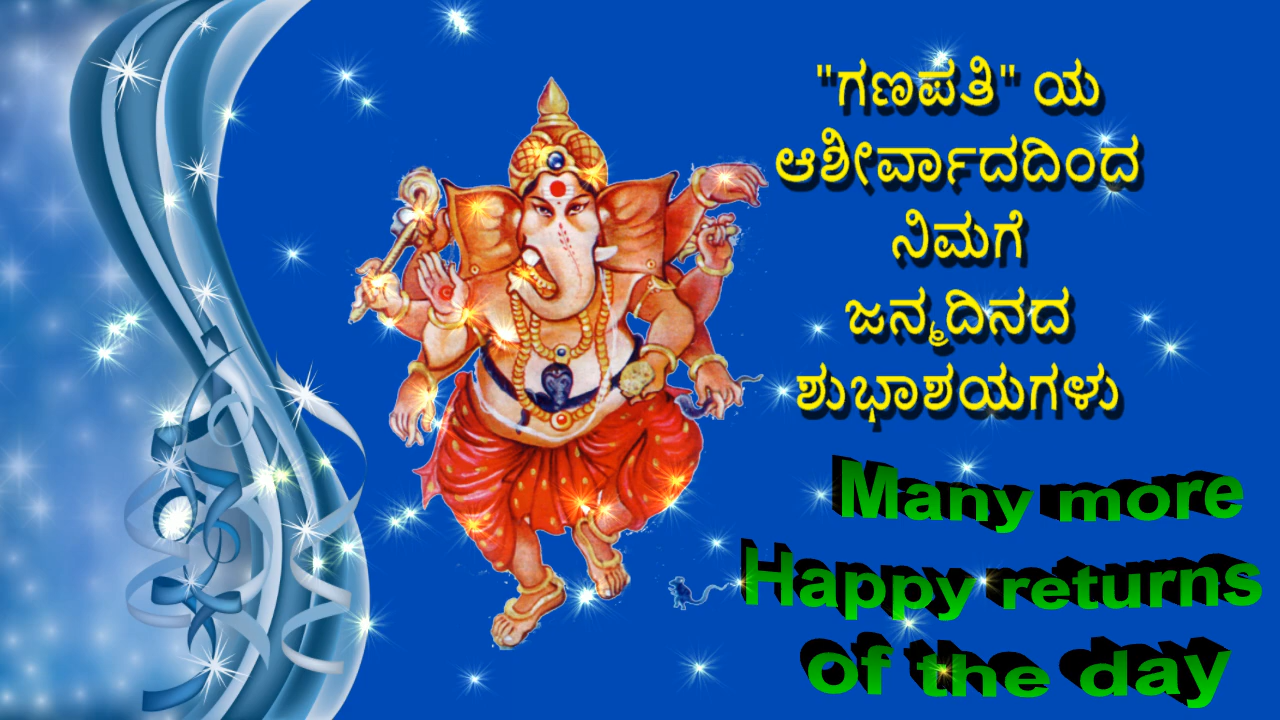 "ಗಣಪತಿ" ಯ
ಆಶೀರ್ವಾದದಿಂದ
ನಿಮಗೆ
ಜನ್ಮದಿನದ
ಶುಭಾಶಯಗಳು
Many more
Happy returns
of the day